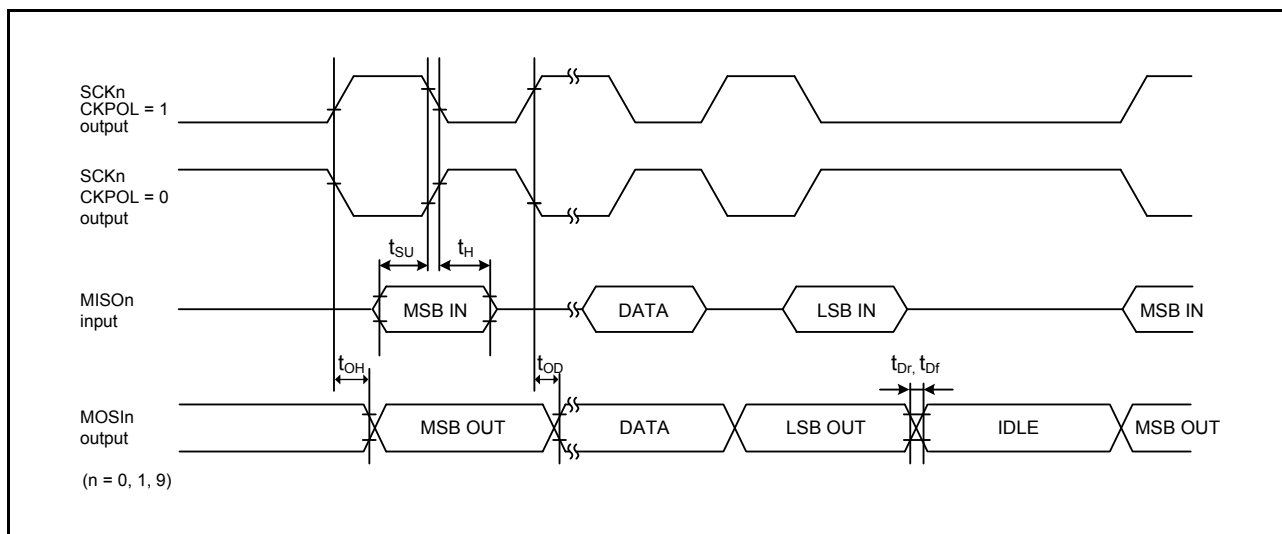 SCKn
CKPOL = 1
output
SCKn
CKPOL = 0
output
tSU
tH
MISOn
input
MSB IN
DATA
LSB IN
MSB IN
tOH
tOD
tDr, tDf
MOSIn
output
MSB OUT
DATA
LSB OUT
IDLE
MSB OUT
(n = 0, 1, 9)